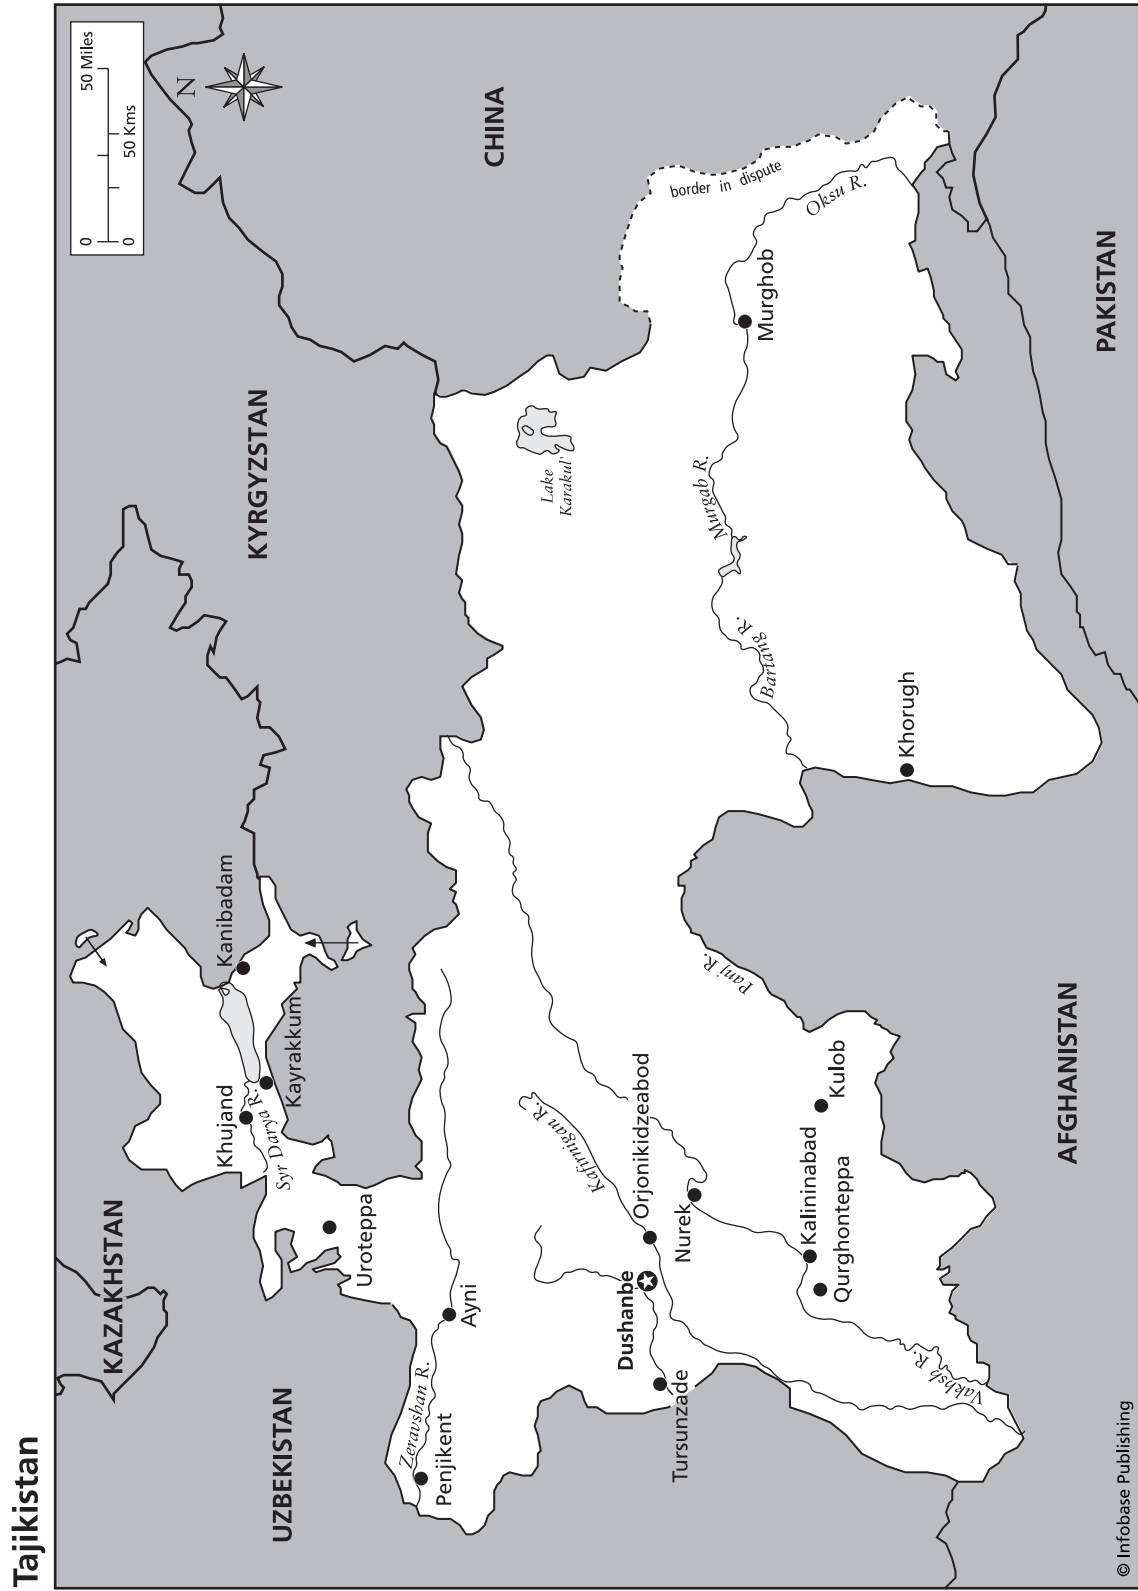 Tajikistan
0 50 Miles
0 50 Kms
N
KAZAKHSTAN
UZBEKISTAN
KYRGYZSTAN
CHINA
Khujand
Kanibadam
Syr Darya R.
Kayrakkum
Uroteppa
Zeravshan R.
Penjikent
Ayni
Lake
Karakul'
border in dispute
Oksu R.
Murghob
Murgab R.
Bartang R.
Khorugh
Kafirnigan R.
Orjonikidzeabod
Dushanbe
Nurek
Tursunzade
Panj R.
Kalininabad
Kulob
Qurghonteppa
Vakhsh R.
AFGHANISTAN
PAKISTAN
© Infobase Publishing